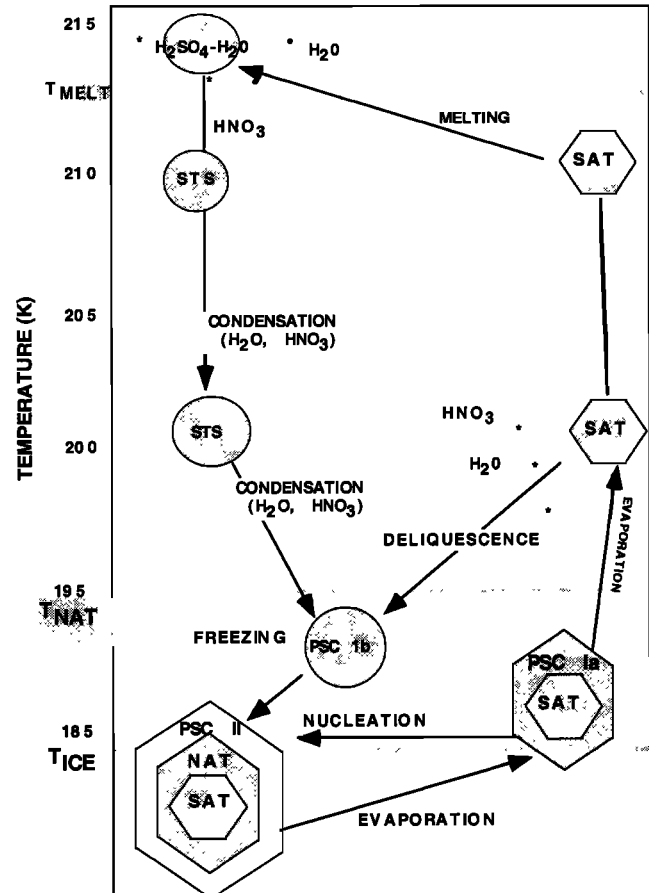 215
H2SO4-H20
H20
TMELT
MELTING
HNO3
SAT
STS
210
205
CONDENSATION
(H2O, HNO3)
TEMPERATURE (K)
HNO3
SAT
STS
200
H2O
CONDENSATION
(H2O, HNO3)
DELIQUESCENCE
EVAPORATION
195
TNAT
FREEZING
PSC 1b
PSC Ia
SAT
185
PSC II
NUCLEATION
TICE
NAT
SAT
EVAPORATION